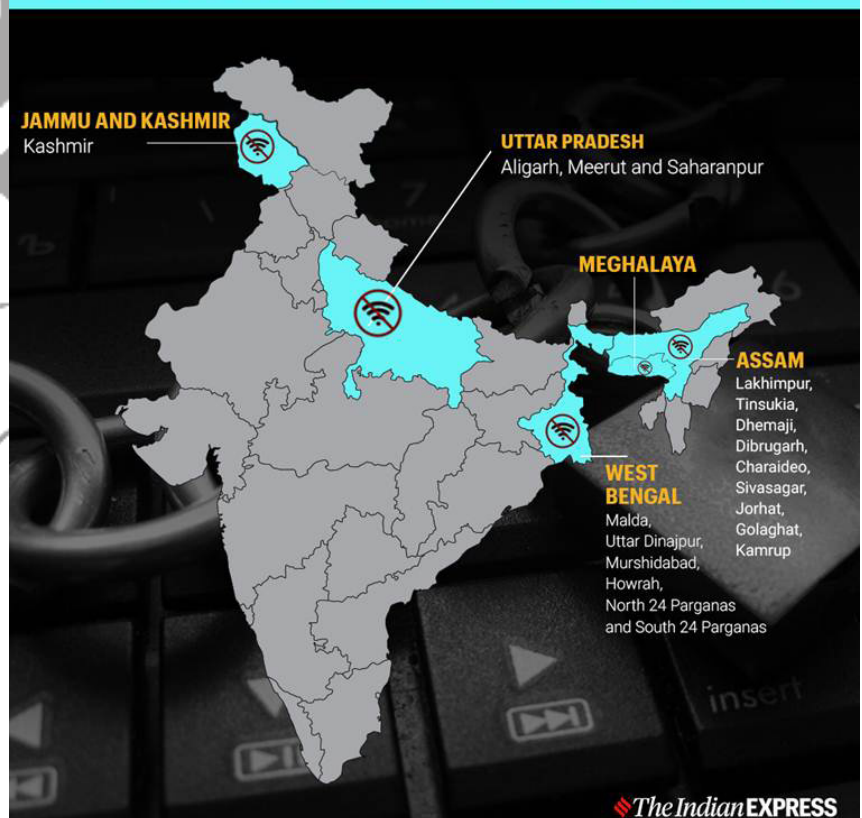 JAMMU AND KASHMIR
Kashmir
UTTAR PRADESH
Aligarh, Meerut and Saharanpur
MEGHALAYA
ASSAM
Lakhimpur,
Tinsukia,
Dhemaji,
Dibrugarh,
Charaideo,
Sivasagar,
Jorhat,
Golaghat,
Kamrup
WEST
BENGAL
Malda,
Uttar Dinajpur,
Murshidabad,
Howrah,
North 24 Parganas
and South 24 Parganas
insert
The Indian EXPRESS